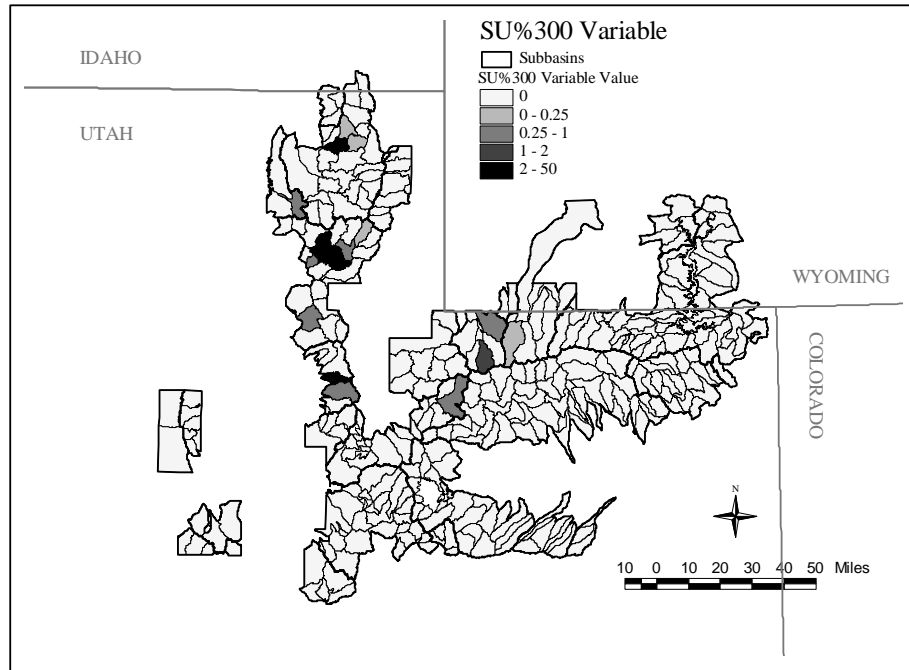 SU%300 Variable
IDAHO
Subbasins
SU%300 Variable Value
0
0 - 0.25
0.25 - 1
1 - 2
2 - 50
UTAH
WYOMING
COLORADO
N
10 0 10 20 30 40 50 Miles